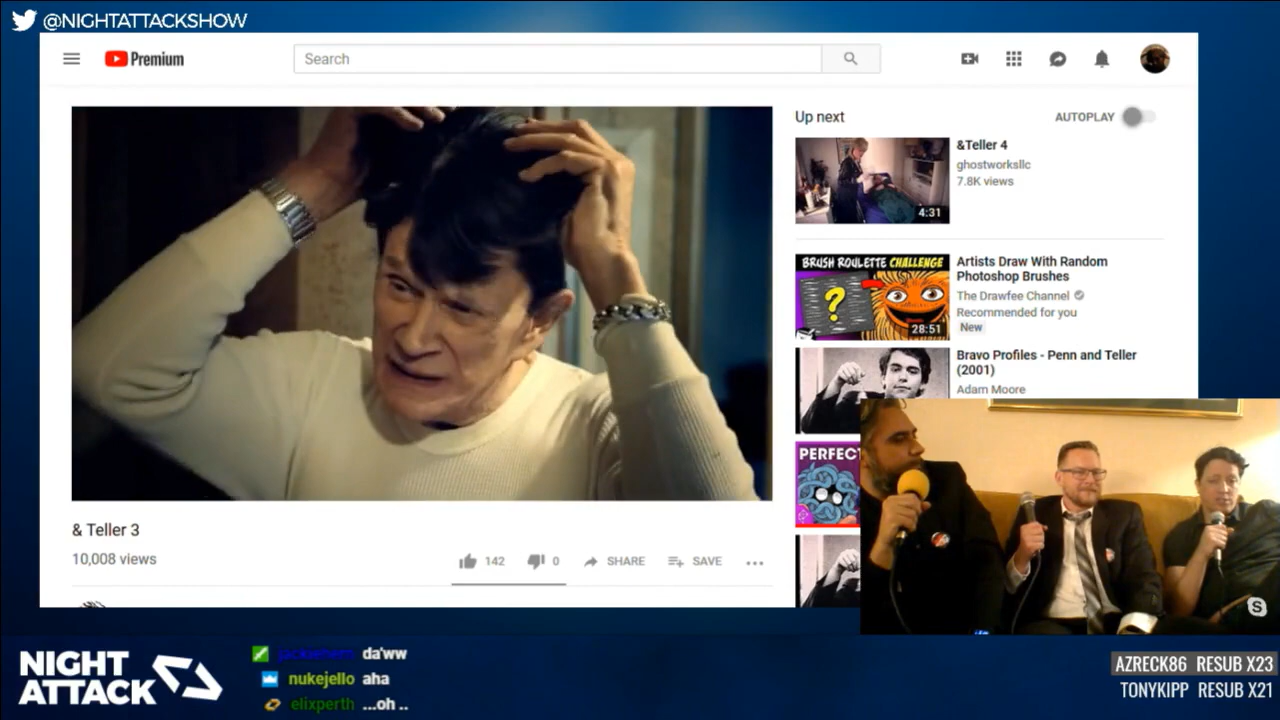 @NIGHTATTACKSHOW
Premium
Search
Up next
AUTOPLAY
&Teller 4
ghostworksllc
7.8K views
4:31
BRUSH ROULETTE CHALLENGE
?
28:51
Artists Draw With Random
Photoshop Brushes
The Drawfee Channel
Recommended for you
New
Bravo Profiles - Penn and Teller
(2001)
Adam Moore
PERFECT
& Teller 3
10,008 views
142
0
SHARE
SAVE
S
NIGHT
ATTACK
da'ww
nukejello aha
elixperth ...oh ..
AZRECK86 RESUB X23
TONYKIPP RESUB X21